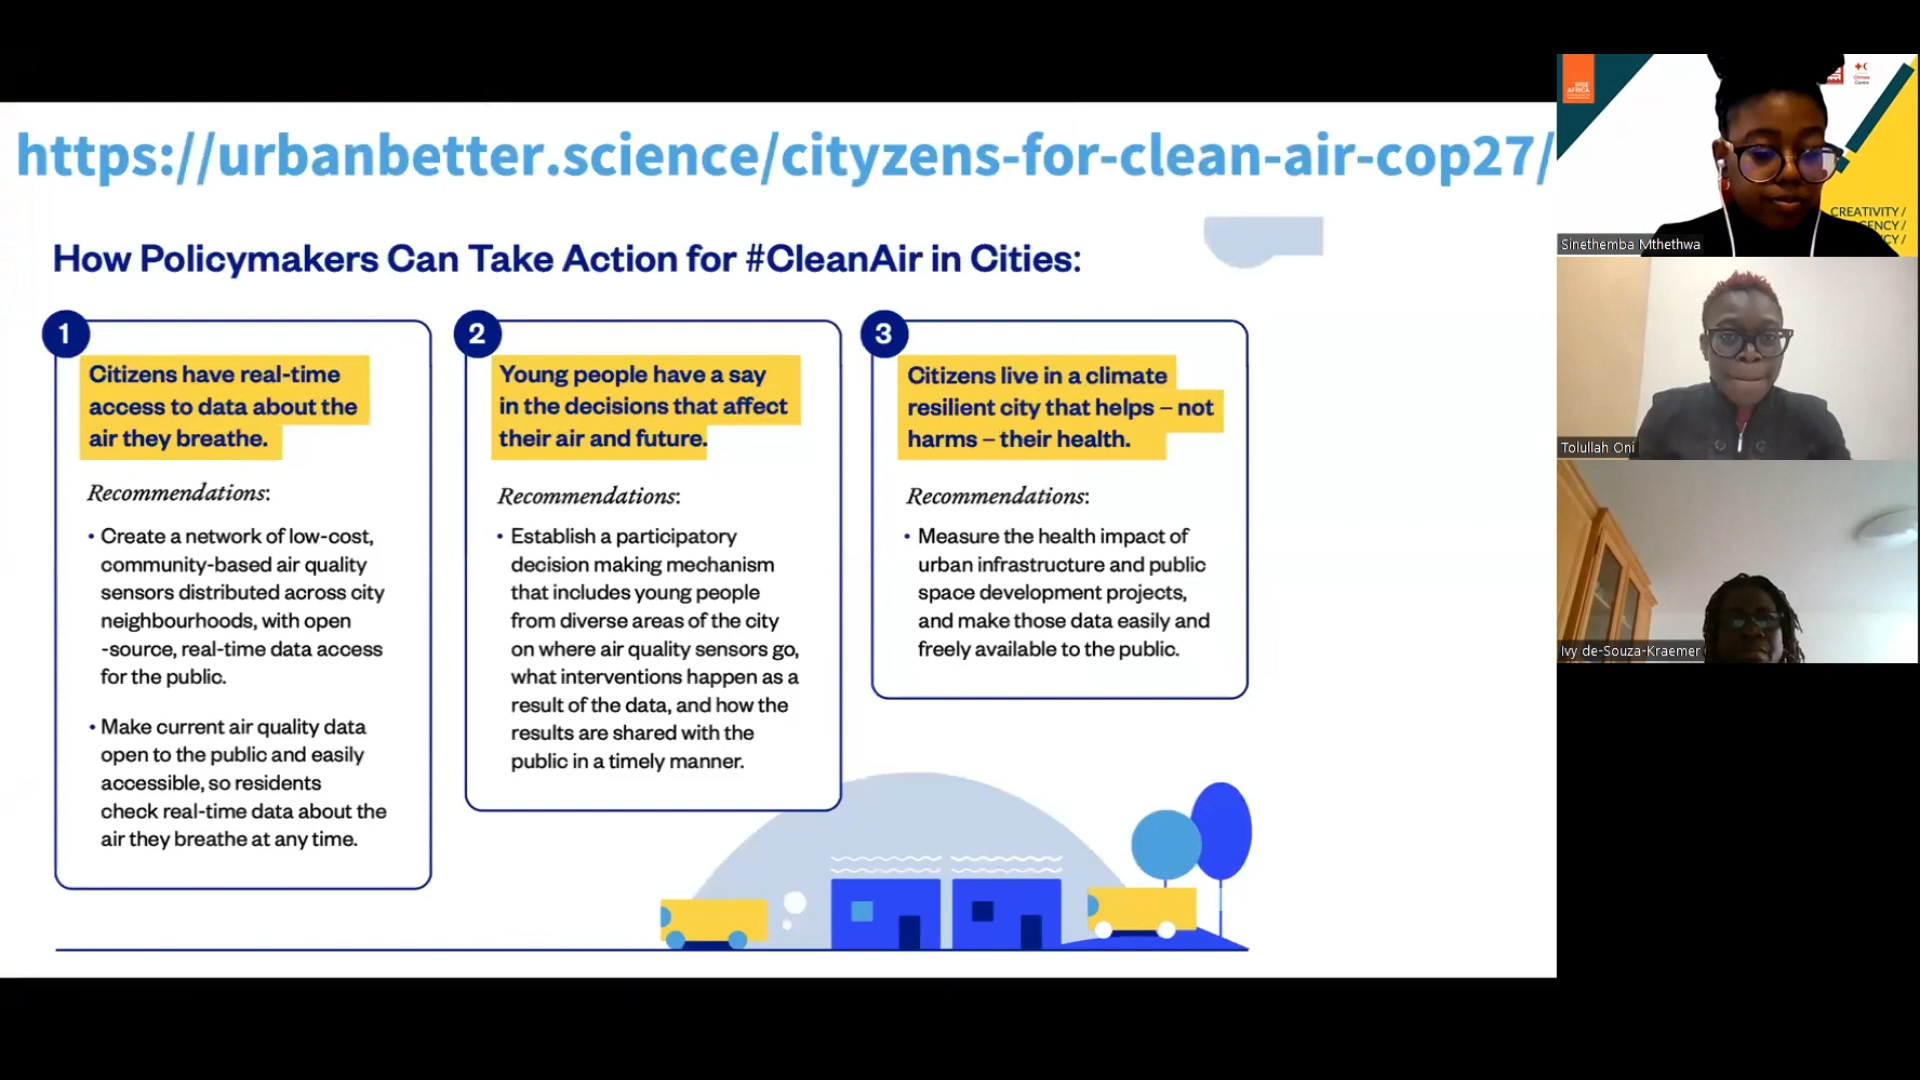 https://urbanbetter.science/cityzens-for-clean-air-cop27/
How Policymakers Can Take Action for #CleanAir in Cities:
1
Citizens have real-time
access to data about the
air they breathe.
Recommendations:
• Create a network of low-cost,
community-based air quality
sensors distributed across city
neighbourhoods, with open
-source, real-time data access
for the public.
• Make current air quality data
open to the public and easily
accessible, so residents
check real-time data about the
air they breathe at any time.
2
Young people have a say
in the decisions that affect
their air and future.
Recommendations:
• Establish a participatory
decision making mechanism
that includes young people
from diverse areas of the city
on where air quality sensors go,
what interventions happen as a
result of the data, and how the
results are shared with the
public in a timely manner.
3
Citizens live in a climate
resilient city that helps – not
harms – their health.
Recommendations:
• Measure the health impact of
urban infrastructure and public
space development projects,
and make those data easily and
freely available to the public.
RISE
AFRICA
Climate
Centre
CREATIVITY /
Sinethemba Mthethwa
Tolullah Oni
Ivy de-Souza-Kraemer